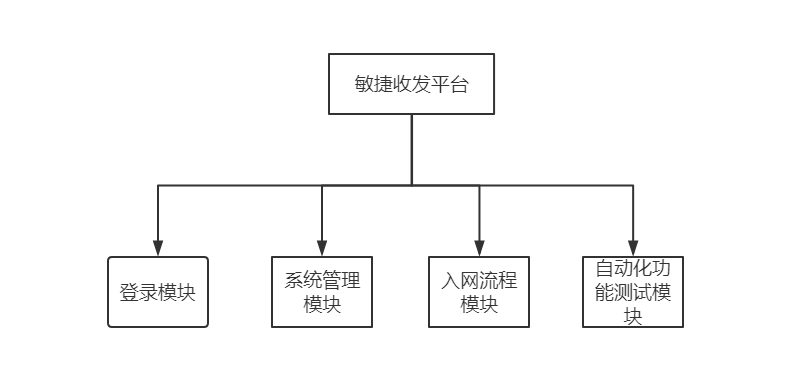 敏捷收发平台
登录模块
系统管理
模块
入网流程
模块
自动化功
能测试模
块